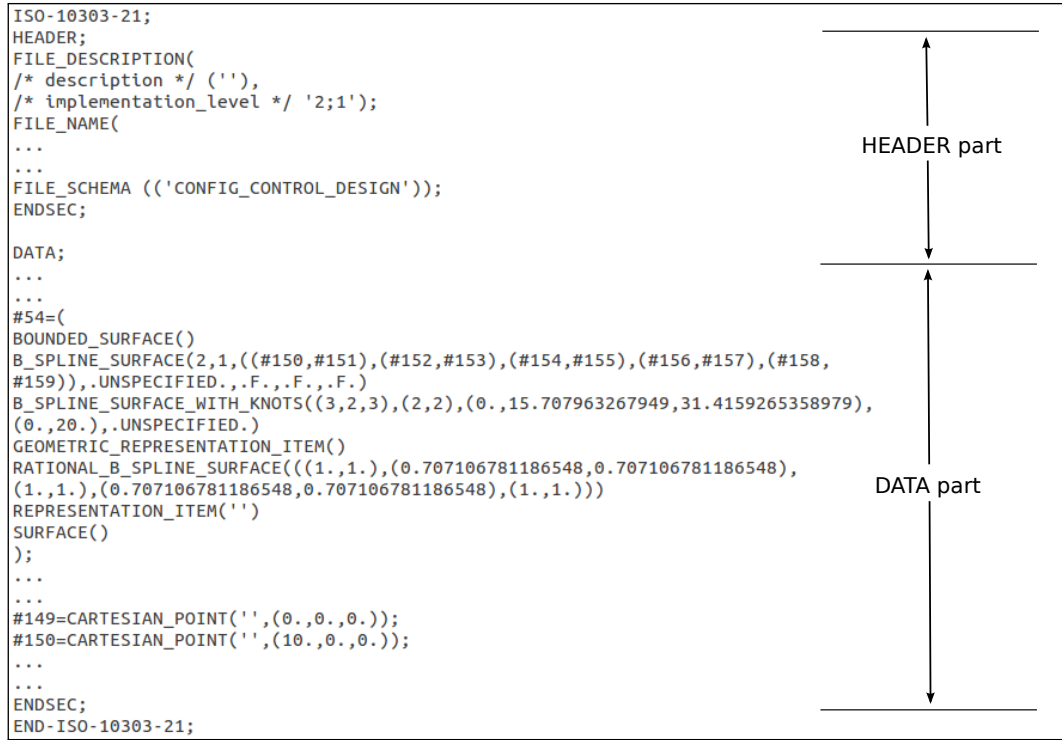 ISO-10303-21;
HEADER;
FILE_DESCRIPTION(
/* description */ (''),
/* implementation_level */ '2;1');
FILE_NAME(
...
...
FILE_SCHEMA (('CONFIG_CONTROL_DESIGN'));
ENDSEC;

DATA;
...
...
#54=(
BOUNDED_SURFACE()
B_SPLINE_SURFACE(2,1,((#150,#151),(#152,#153),(#154,#155),(#156,#157),(#158,
#159)),.UNSPECIFIED.,.F.,.F.,.F.)
B_SPLINE_SURFACE_WITH_KNOTS((3,2,3),(2,2),(0.,15.707963267949,31.4159265358979),
(0.,20.),.UNSPECIFIED.)
GEOMETRIC_REPRESENTATION_ITEM()
RATIONAL_B_SPLINE_SURFACE(((1.,1.),(0.707106781186548,0.707106781186548),
(1.,1.),(0.707106781186548,0.707106781186548),(1.,1.)))
REPRESENTATION_ITEM('')
SURFACE()
);
...
...
#149=CARTESIAN_POINT('',(0.,0.,0.));
#150=CARTESIAN_POINT('',(10.,0.,0.));
...
...
ENDSEC;
END-ISO-10303-21;
HEADER part
DATA part